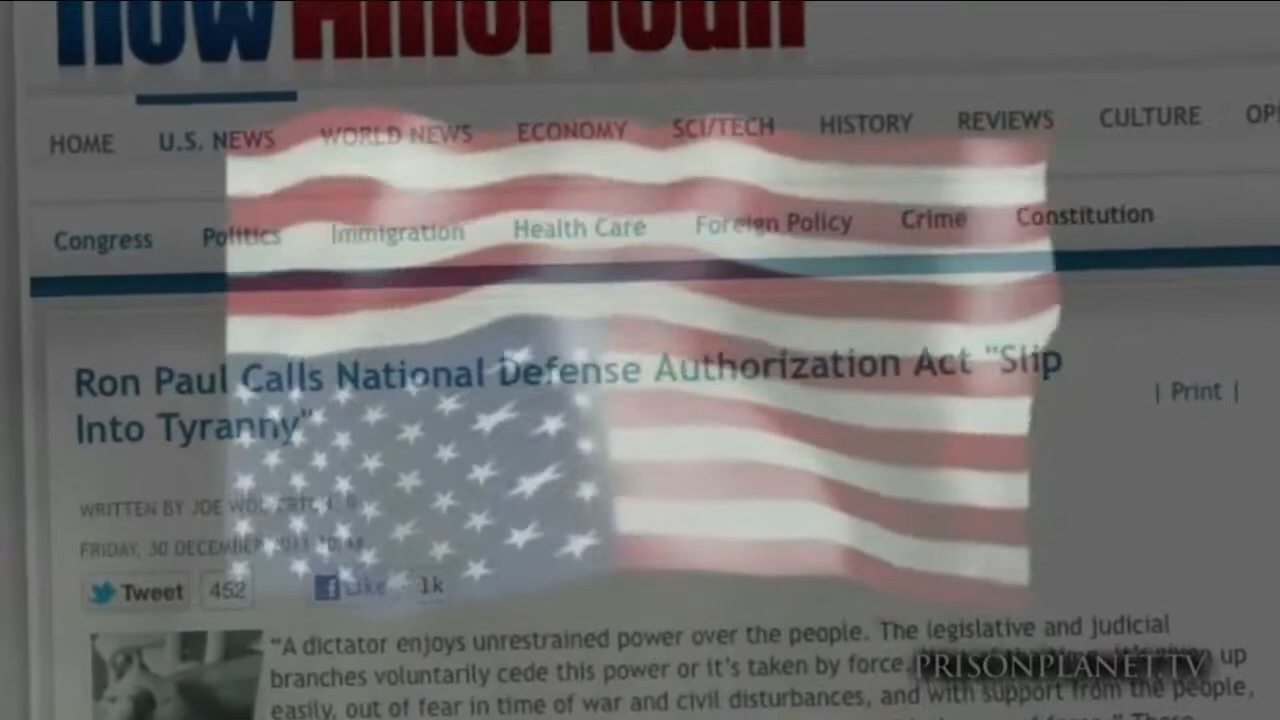 HOME U.S. NEWS WORLD NEWS ECONOMY SCI/TECH HISTORY REVIEWS CULTURE
Congress Politics Immigration Health Care Foreign Policy Crime Constitution
Ron Paul Calls National Defense Authorization Act "Slip
Into Tyranny"
| Print |
WRITTEN BY JOE
FRIDAY, 30 DECEMBER
Tweet 452 Like 1k
"A dictator enjoys unrestrained power over the people. The legislative and judicial
branches voluntarily cede this power or it's taken by force. up
easily, out of fear in time of war and civil disturbances, and with support from the people,
PRISONPLANET.TV